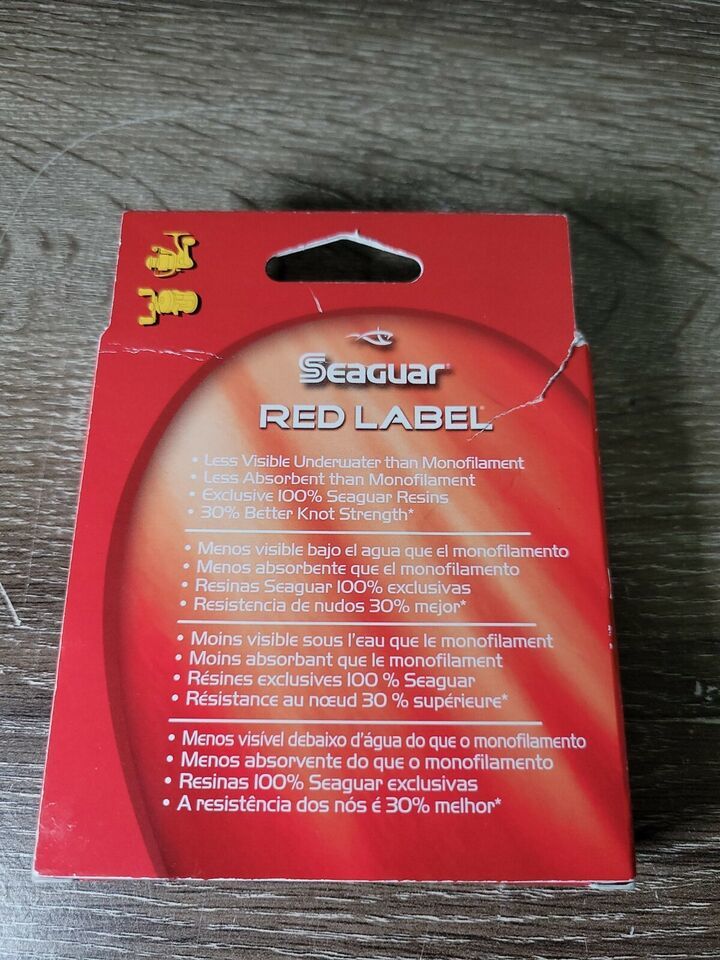 Seaguar
RED LABEL
• Less Visible Underwater than Monofilament
• Less Absorbent than Monofilament
• Exclusive 100% Seaguar Resins
• 30% Better Knot Strength*
• Menos visible bajo el agua que el monofilamento
• Menos absorbente que el monofilamento
• Resinas Seaguar 100% exclusivas
• Resistencia de nudos 30% mejor*
• Moins visible sous l'eau que le monofilament
• Moins absorbant que le monofilament
• Résines exclusives 100 % Seaguar
• Résistance au nœud 30 % supérieure*
• Menos visível debaixo d'água do que o monofilamento
• Menos absorvente do que o monofilamento
• Resinas 100% Seaguar exclusivas
• A resistência dos nós é 30% melhor*